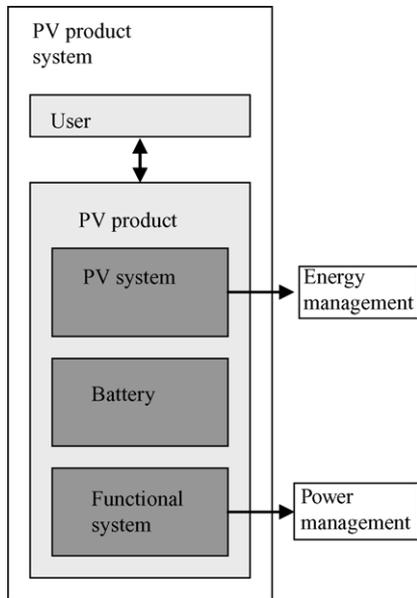 PV product
system
User
PV product
PV system
Energy
management
Battery
Functional
system
Power
management